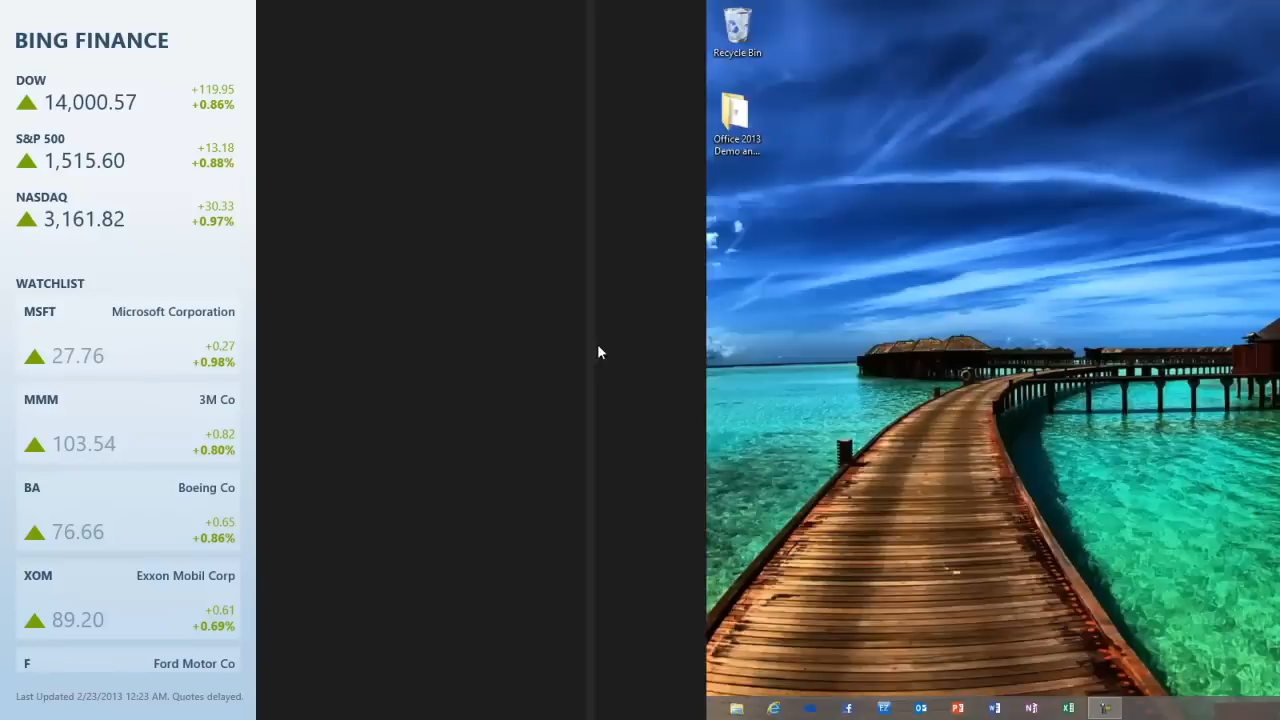 BING FINANCE
DOW
14,000.57
+119.95
+0.86%
S&P 500
1,515.60
+13.18
+0.88%
NASDAQ
3,161.82
+30.33
+0.97%
WATCHLIST
MSFT Microsoft Corporation
27.76
+0.27
+0.98%
MMM 3M Co
103.54
+0.82
+0.80%
BA Boeing Co
76.66
+0.65
+0.86%
XOM Exxon Mobil Corp
89.20
+0.61
+0.69%
F Ford Motor Co
Last Updated 2/23/2013 12:23 AM. Quotes delayed.
Recycle Bin
Office 2013
Demo an...